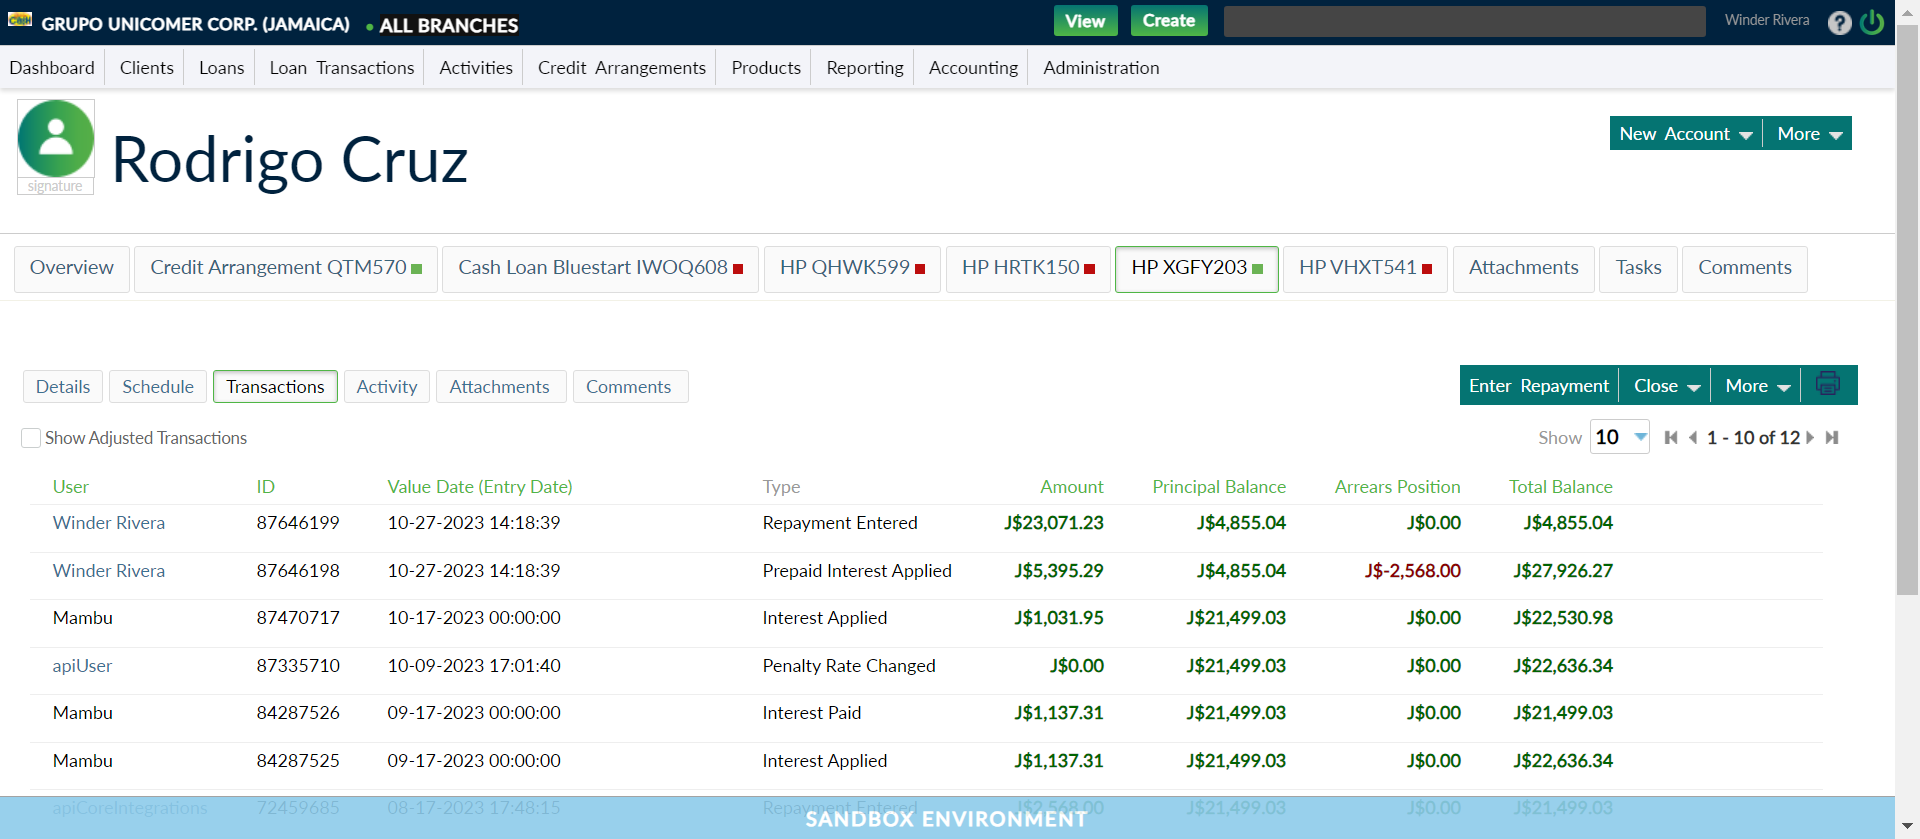 Cash GRUPO UNICOMER CORP. (JAMAICA) • ALL BRANCHES View Create Winder Rivera ?
Dashboard Clients Loans Loan Transactions Activities Credit Arrangements Products Reporting Accounting Administration
signature
Rodrigo Cruz
New Account More
Overview Credit Arrangement QTM570 Cash Loan Bluestart IWOQ608 HP QHWK599 HP HRTK150 HP XGFY203 HP VHXT541 Attachments Tasks Comments
Details Schedule Transactions Activity Attachments Comments Enter Repayment Close More
Show Adjusted Transactions Show 10 1 - 10 of 12
User ID Value Date (Entry Date) Type Amount Principal Balance Arrears Position Total Balance
Winder Rivera 87646199 10-27-2023 14:18:39 Repayment Entered J$23,071.23 J$4,855.04 J$0.00 J$4,855.04
Winder Rivera 87646198 10-27-2023 14:18:39 Prepaid Interest Applied J$5,395.29 J$4,855.04 J$-2,568.00 J$27,926.27
Mambu 87470717 10-17-2023 00:00:00 Interest Applied J$1,031.95 J$21,499.03 J$0.00 J$22,530.98
apiUser 87335710 10-09-2023 17:01:40 Penalty Rate Changed J$0.00 J$21,499.03 J$0.00 J$22,636.34
Mambu 84287526 09-17-2023 00:00:00 Interest Paid J$1,137.31 J$21,499.03 J$0.00 J$21,499.03
Mambu 84287525 09-17-2023 00:00:00 Interest Applied J$1,137.31 J$21,499.03 J$0.00 J$22,636.34
apiCoreIntegrations 72459685 08-17-2023 17:48:15 Repayment Entered J$2,568.00 J$21,499.03 J$0.00 J$21,499.03
SANDBOX ENVIRONMENT